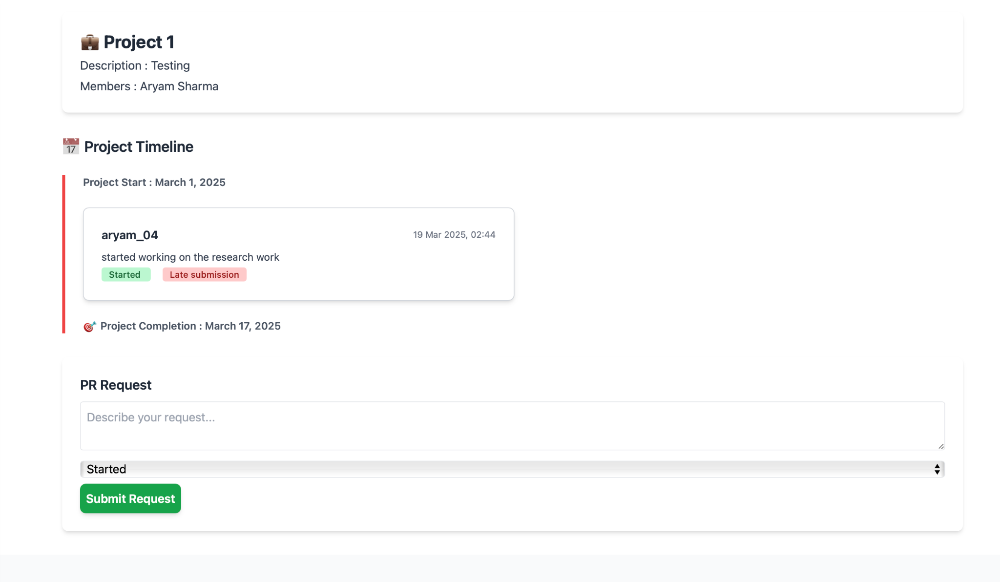 Project 1
Description : Testing
Members : Aryam Sharma
JUL
17
Project Timeline
Project Start : March 1, 2025
aryam_04
19 Mar 2025, 02:44
started working on the research work
Started
Late submission
Project Completion : March 17, 2025
PR Request
Describe your request...
Started
Submit Request